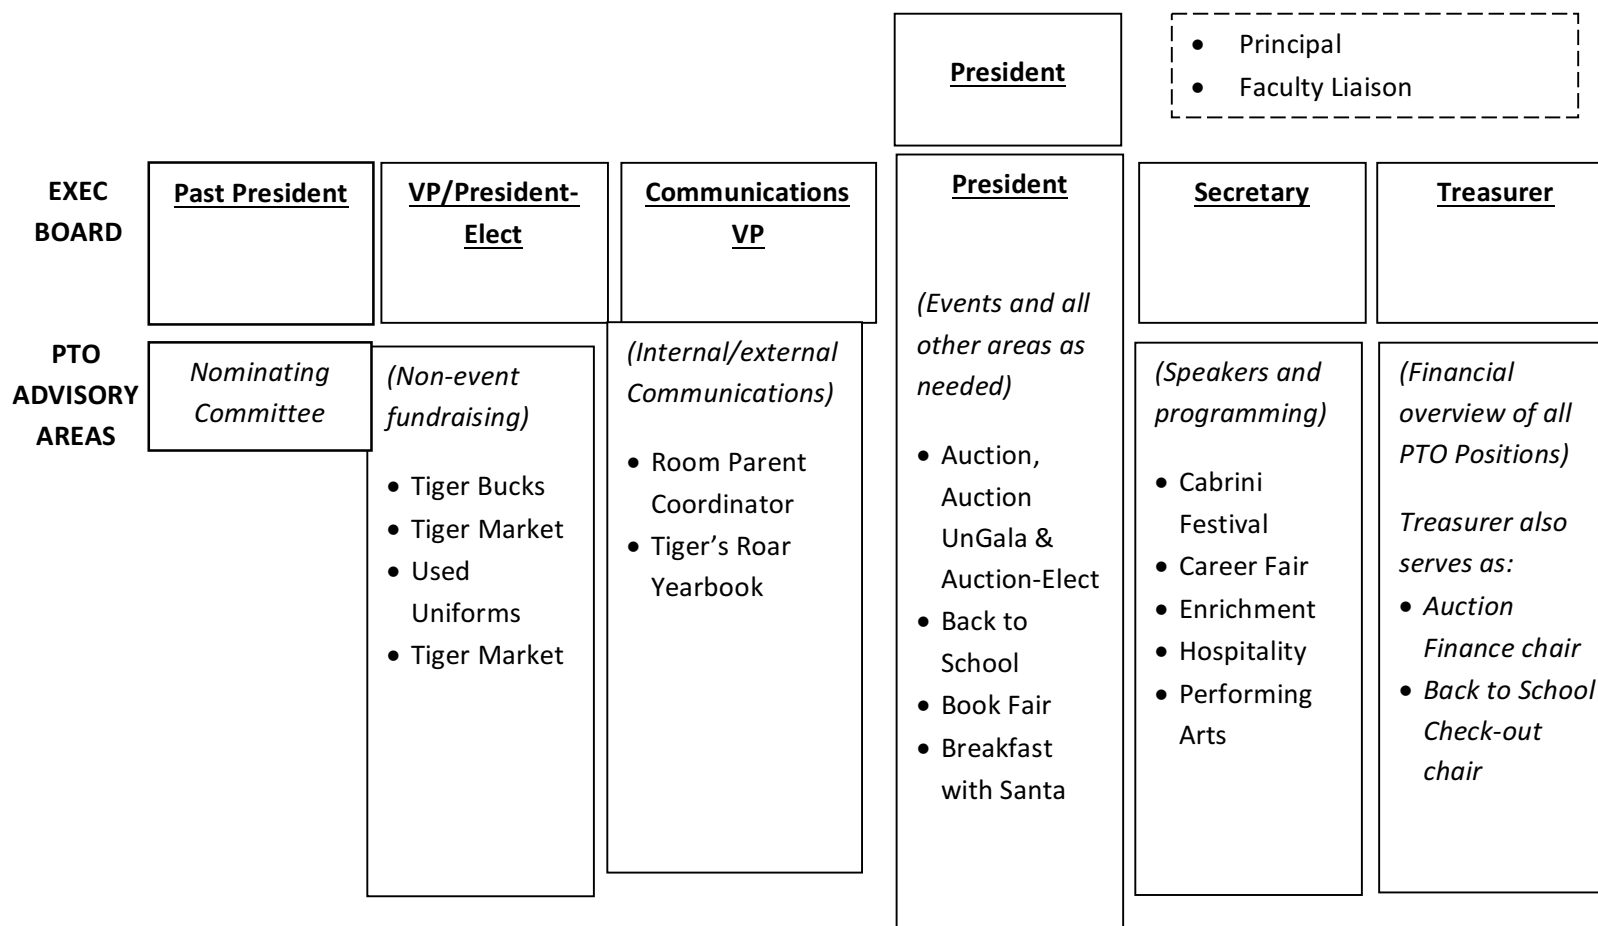 President
• Principal
• Faculty Liaison
EXEC
BOARD
Past President
VP/President-
Elect
Communications
VP
President
Secretary
Treasurer
PTO
ADVISORY
AREAS
Nominating
Committee
(Non-event
fundraising)
• Tiger Bucks
• Tiger Market
• Used
Uniforms
• Tiger Market
(Internal/external
Communications)
• Room Parent
Coordinator
• Tiger’s Roar
Yearbook
(Events and all
other areas as
needed)
• Auction,
Auction
UnGala &
Auction-Elect
• Back to
School
• Book Fair
• Breakfast
with Santa
(Speakers and
programming)
• Cabrini
Festival
• Career Fair
• Enrichment
• Hospitality
• Performing
Arts
(Financial
overview of all
PTO Positions)
Treasurer also
serves as:
• Auction
Finance chair
• Back to School
Check-out
chair